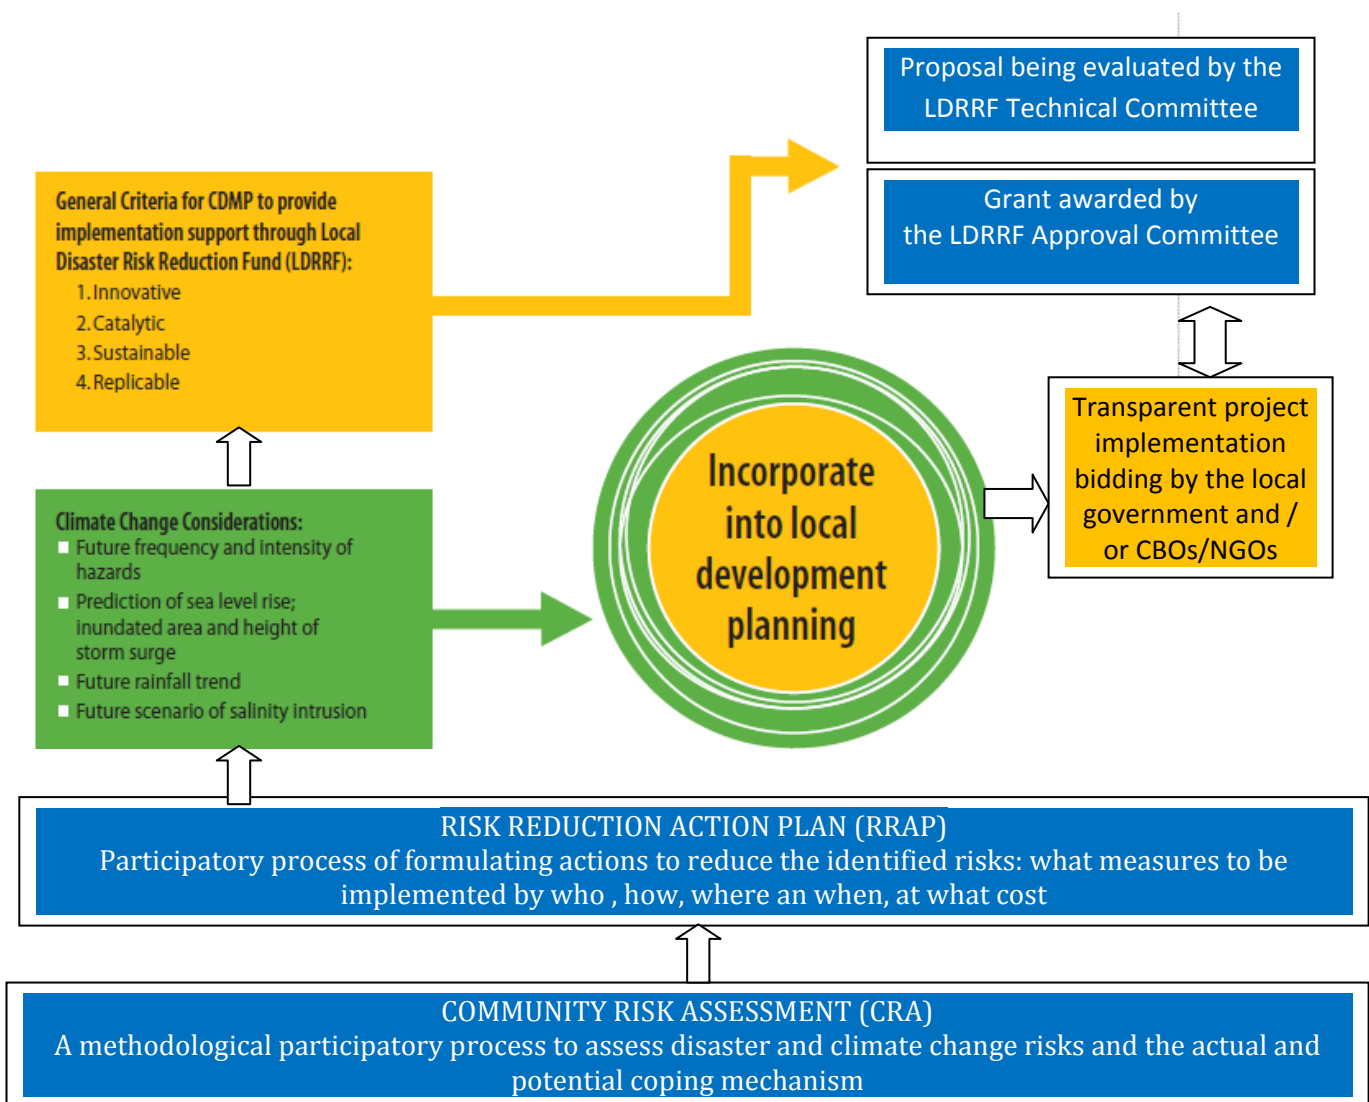 Proposal being evaluated by the
LDRRF Technical Committee
Grant awarded by
the LDRRF Approval Committee
General Criteria for CDMP to provide
implementation support through Local
Disaster Risk Reduction Fund (LDRRF):
1. Innovative
2. Catalytic
3. Sustainable
4. Replicable
Transparent project
implementation
bidding by the local
government and /
or CBOs/NGOs
Incorporate
into local
development
planning
Climate Change Considerations:
Future frequency and intensity of
hazards
Prediction of sea level rise;
inundated area and height of
storm surge
Future rainfall trend
Future scenario of salinity intrusion
RISK REDUCTION ACTION PLAN (RRAP)
Participatory process of formulating actions to reduce the identified risks: what measures to be
implemented by who , how, where an when, at what cost
COMMUNITY RISK ASSESSMENT (CRA)
A methodological participatory process to assess disaster and climate change risks and the actual and
potential coping mechanism